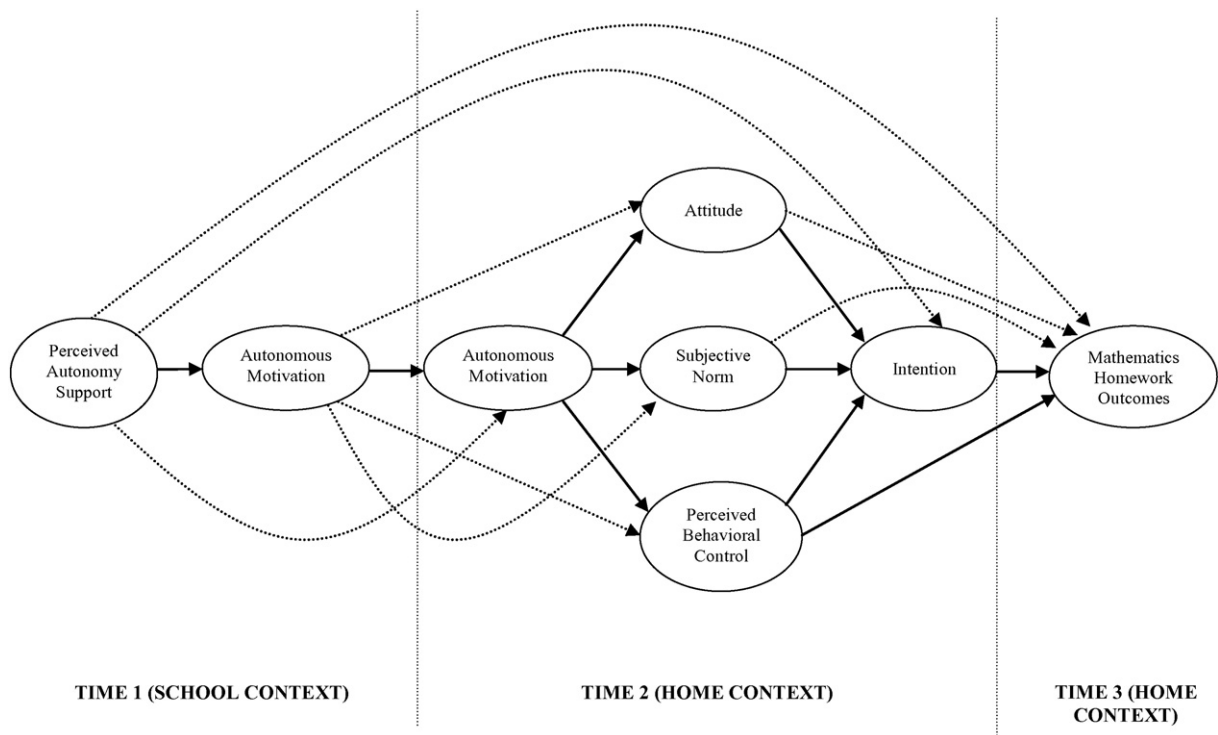 Attitude
Perceived
Autonomy
Support
Autonomous
Motivation
Autonomous
Motivation
Subjective
Norm
Intention
Mathematics
Homework
Outcomes
Perceived
Behavioral
Control
TIME 1 (SCHOOL CONTEXT)
TIME 2 (HOME CONTEXT)
TIME 3 (HOME
CONTEXT)